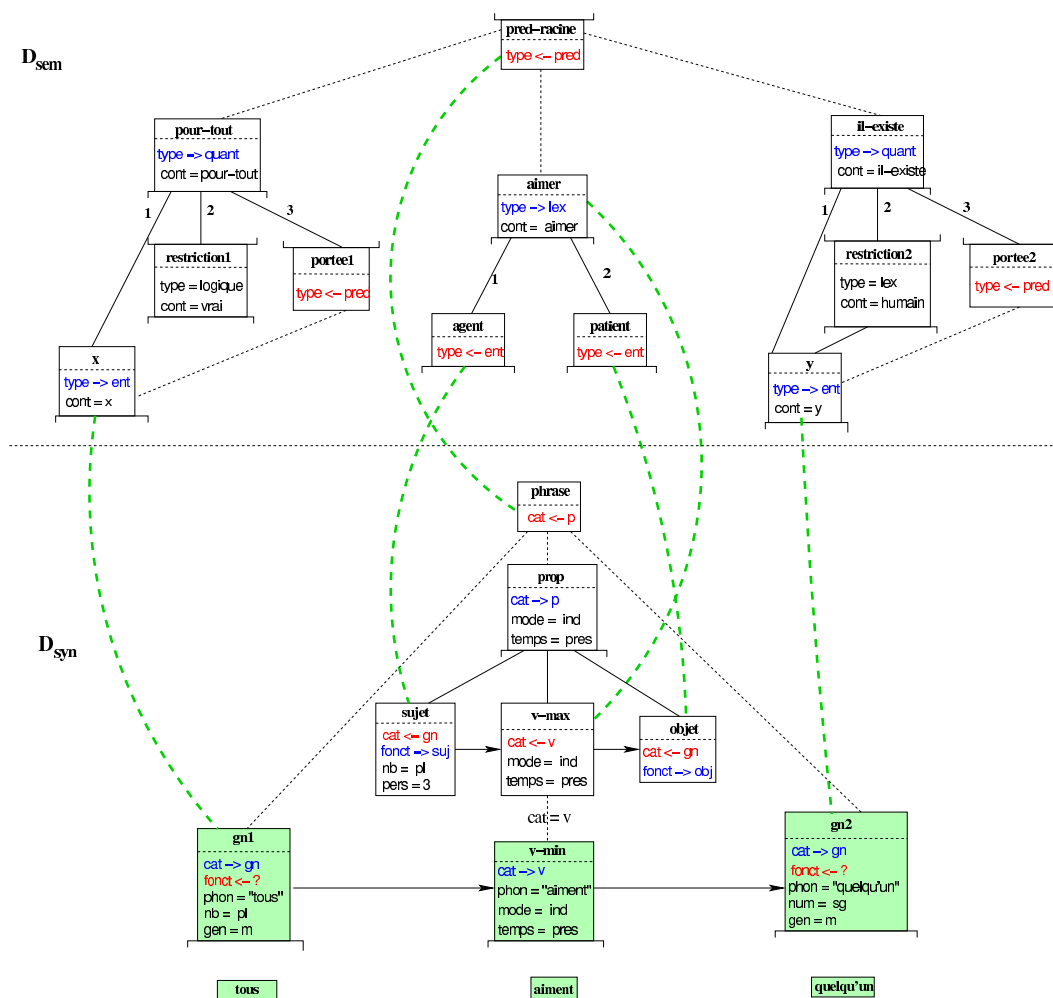 pred-racine
type <- pred
D_sem
pour-tout
type -> quant
cont = pour-tout
il-existe
type -> quant
cont = il-existe
aimer
type -> lex
cont = aimer
1
2
3
1
2
3
restriction1
type = logique
cont = vrai
portee1
type <- pred
1
2
restriction2
type = lex
cont = humain
portee2
type <- pred
agent
type <- ent
patient
type <- ent
x
type -> ent
cont = x
y
type -> ent
cont = y
phrase
cat <- p
prop
cat -> p
mode = ind
temps = pres
D_syn
sujet
cat <- gn
fonct -> suj
nb = pl
pers = 3
v-max
cat <- v
mode = ind
temps = pres
objet
cat <- gn
fonct -> obj
cat = v
gn1
cat -> gn
fonct <- ?
phon = "tous"
nb = pl
gen = m
v-min
cat -> v
phon = "aiment"
mode = ind
temps = pres
gn2
cat -> gn
fonct <- ?
phon = "quelqu'un"
num = sg
gen = m
tous
aiment
quelqu'un